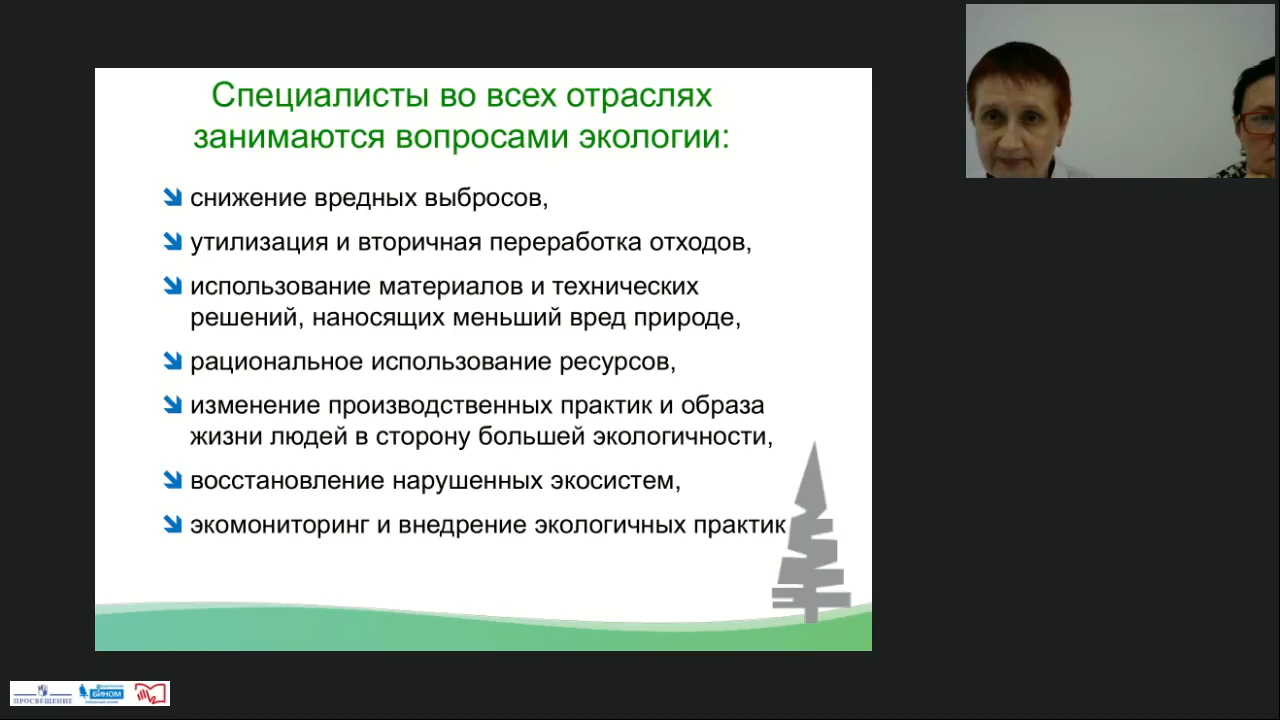 Специалисты во всех отраслях
занимаются вопросами экологии:
снижение вредных выбросов,
утилизация и вторичная переработка отходов,
использование материалов и технических
решений, наносящих меньший вред природе,
рациональное использование ресурсов,
изменение производственных практик и образа
жизни людей в сторону большей экологичности,
восстановление нарушенных экосистем,
экомониторинг и внедрение экологичных практик
ПРОСВЕЩЕНИЕ
БИНОМ